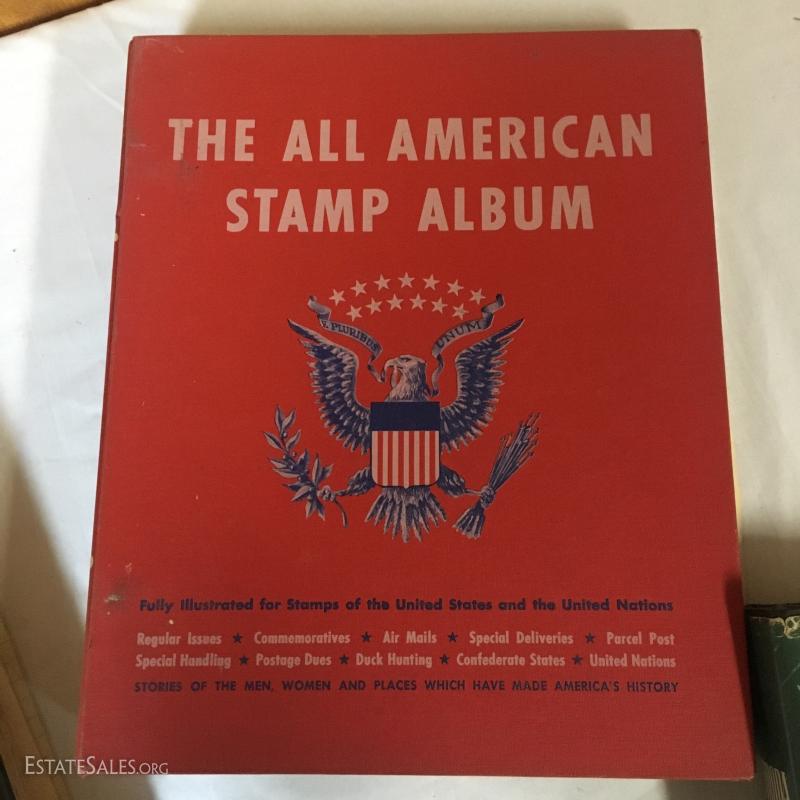 THE ALL AMERICAN
STAMP ALBUM
E PLURIBUS UNUM
Fully Illustrated for Stamps of the United States and the United Nations
Regular Issues ★ Commemoratives ★ Air Mails ★ Special Deliveries ★ Parcel Post
Special Handling ★ Postage Dues ★ Duck Hunting ★ Confederate States ★ United Nations
STORIES OF THE MEN, WOMEN AND PLACES WHICH HAVE MADE AMERICA'S HISTORY
ESTATESALES.ORG